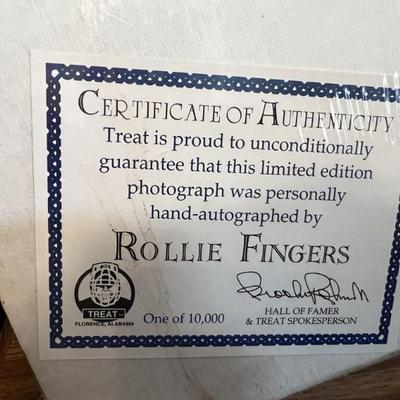 CERTIFICATE OF AUTHENTICITY
Treat is proud to unconditionally
guarantee that this limited edition
photograph was personally
hand-autographed by
ROLLIE FINGERS
TREAT
FLORENCE, ALABAMA
One of 10,000
HALL OF FAMER
& TREAT SPOKESPERSON